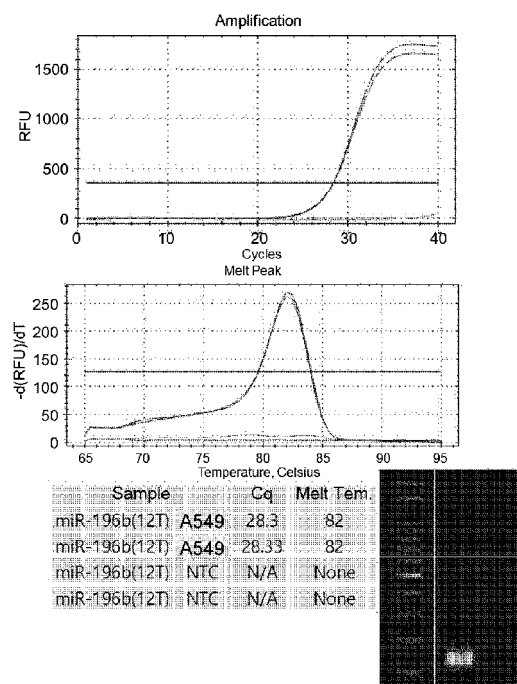 Amplification
1500
1000
500
0
RFU
0 10 20 30 40
Cycles
Melt Peak
250
200
150
100
50
0
-d(RFU)/dT
65 70 75 80 85 90 95
Temperature, Celsius
Sample Cq Melt Tem.
miR-196b(12T) A549 28.3 82
miR-196b(12T) A549 28.33 82
miR-196b(12T) NTC N/A None
miR-196b(12T) NTC N/A None